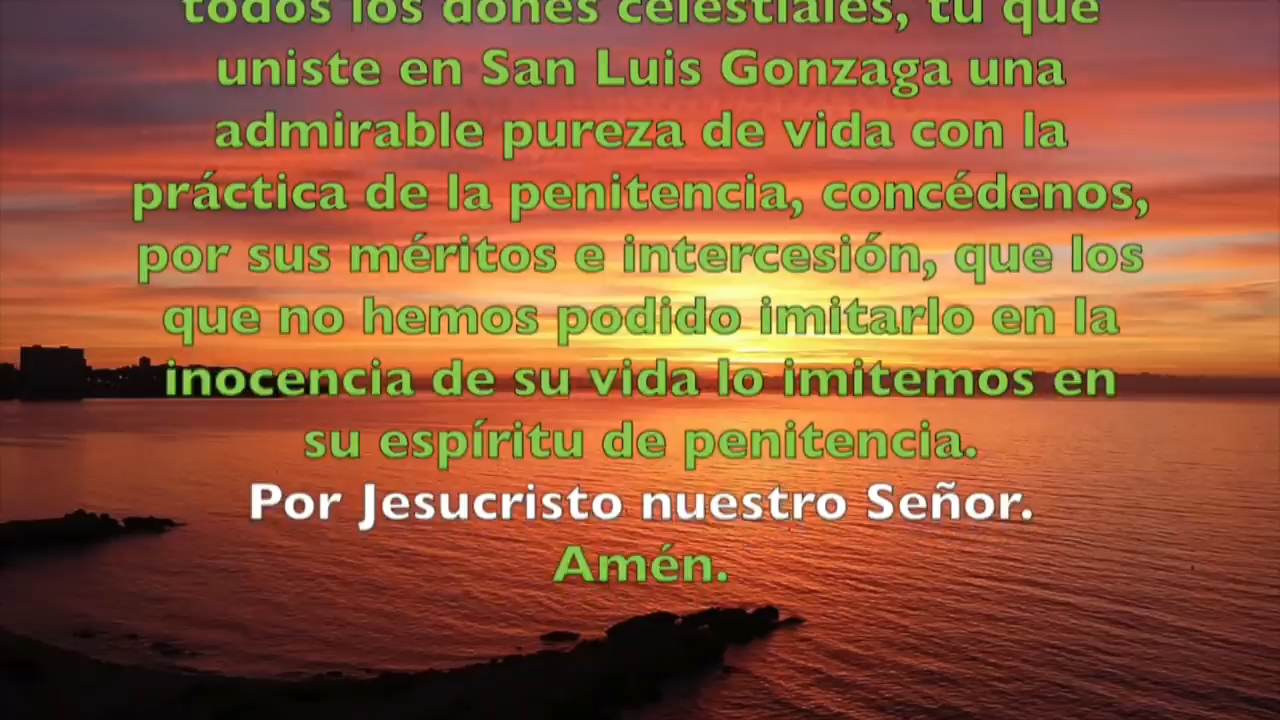 todos los dones celestiales, tú que
uniste en San Luis Gonzaga una
admirable pureza de vida con la
práctica de la penitencia, concédenos,
por sus méritos e intercesión, que los
que no hemos podido imitarlo en la
inocencia de su vida lo imitemos en
su espíritu de penitencia.
Por Jesucristo nuestro Señor.
Amén.